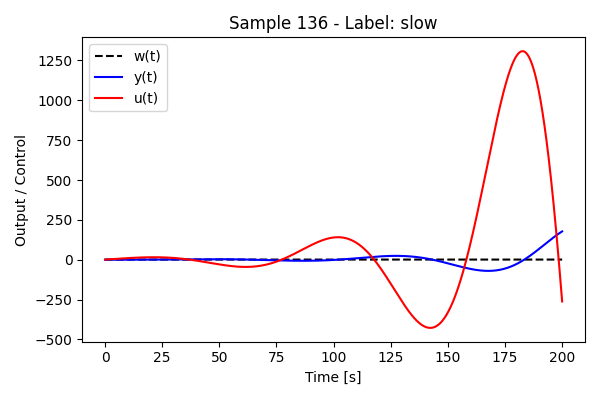 Sample 136 - Label: slow
w(t)
y(t)
u(t)
Output / Control
1250
1000
750
500
250
0
−250
−500
0 25 50 75 100 125 150 175 200
Time [s]